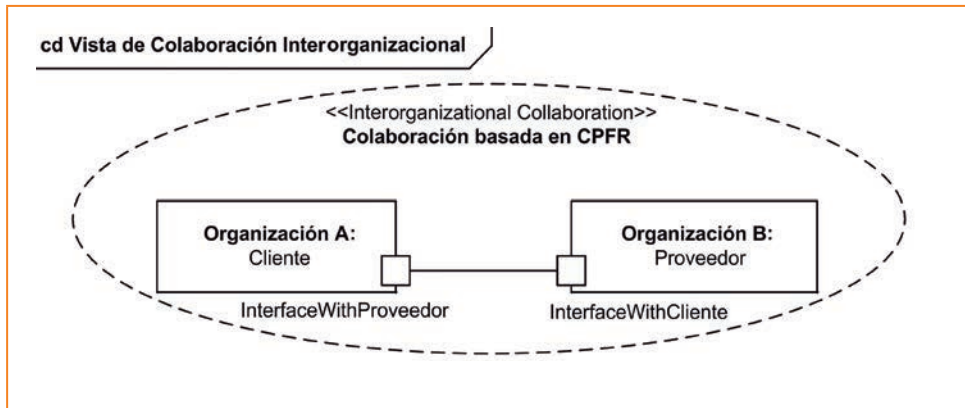 cd Vista de Colaboración Interorganizacional
<<Interorganizational Collaboration>>
Colaboración basada en CPFR
Organización A:
Cliente
Organización B:
Proveedor
InterfaceWithProveedor
InterfaceWithCliente